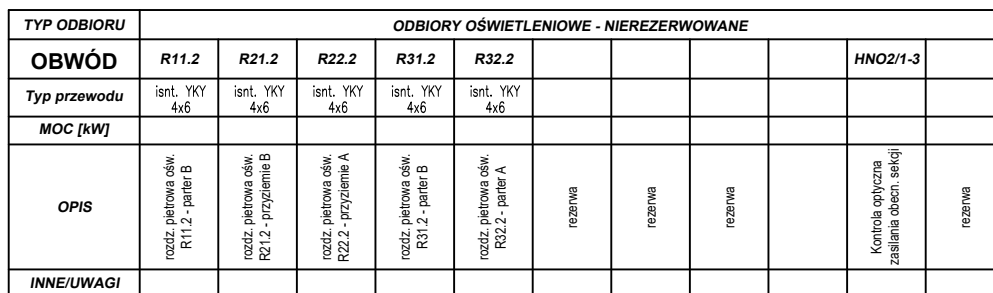 TYP ODBIORU
ODBIORY OŚWIETLENIOWE - NIEREZERWOWANE
OBWÓD
R11.2
R21.2
R22.2
R31.2
R32.2
HNO2/1-3
Typ przewodu
isnt. YKY
4x6
isnt. YKY
4x6
isnt. YKY
4x6
isnt. YKY
4x6
isnt. YKY
4x6
MOC [kW]
OPIS
rozdz. pietrowa ośw.
R11.2 - parter B
rozdz. pietrowa ośw.
R21.2 - przyziemie B
rozdz. pietrowa ośw.
R22.2 - przyziemie A
rozdz. pietrowa ośw.
R31.2 - parter B
rozdz. pietrowa ośw.
R32.2 - parter A
rezerwa
rezerwa
rezerwa
Kontrola optyczna
zasilania obecn. sekcji
rezerwa
INNE/UWAGI